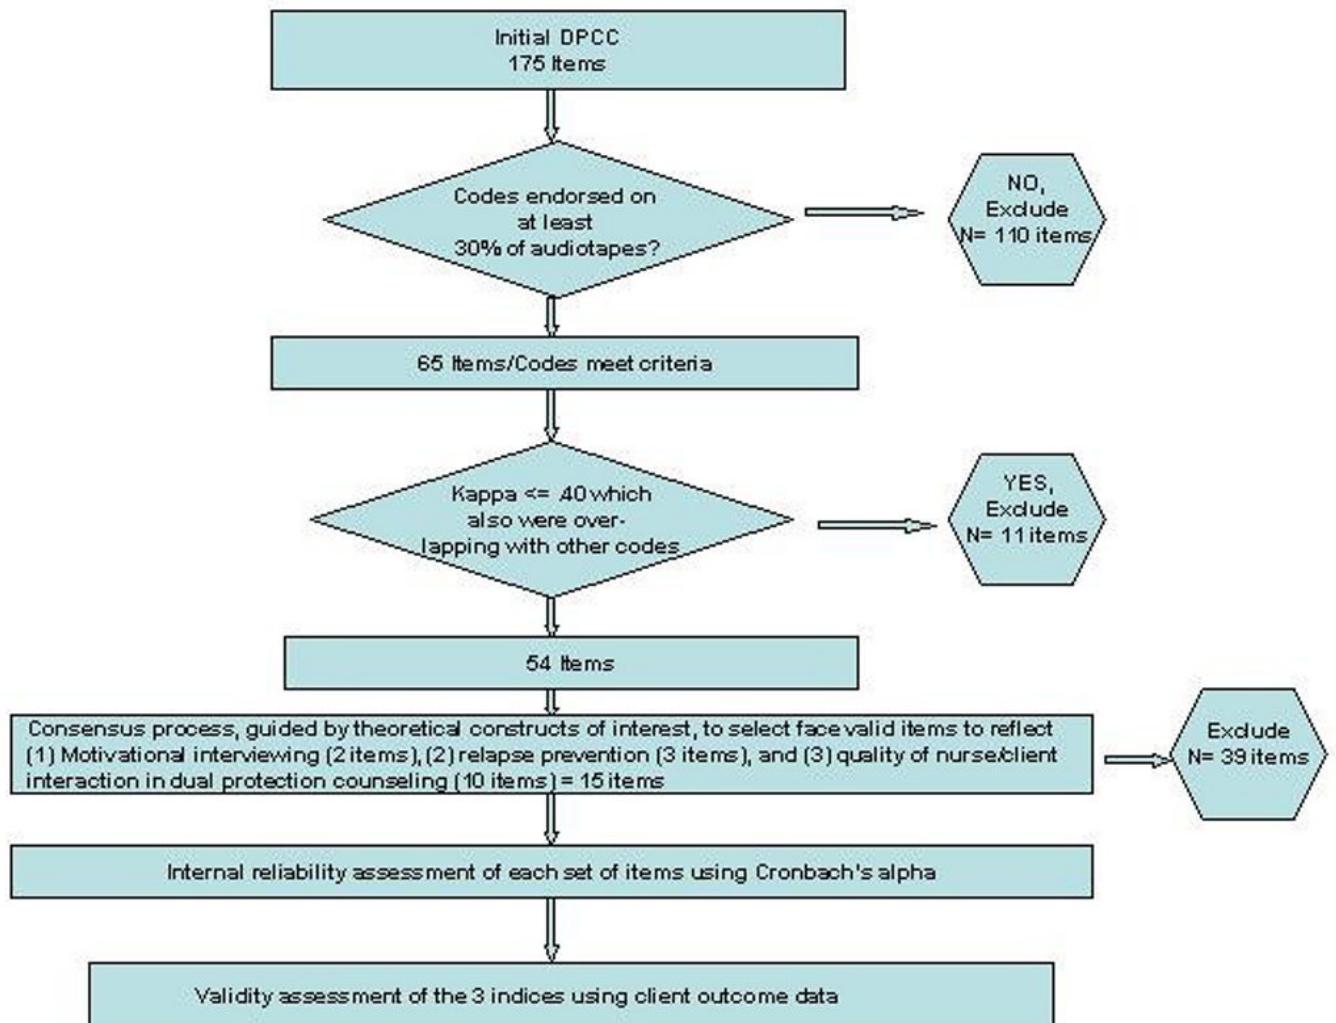 Initial DPCC
175 Items
Codes endorsed on
at least
30% of audiotapes?
NO,
Exclude
N= 110 items
65 Items/Codes meet criteria
Kappa <= .40 which
also were over-
lapping with other codes
YES,
Exclude
N= 11 items
54 Items
Consensus process, guided by theoretical constructs of interest, to select face valid items to reflect
(1) Motivational interviewing (2 items), (2) relapse prevention (3 items), and (3) quality of nurse/client
interaction in dual protection counseling (10 items) = 15 items
Exclude
N= 39 items
Internal reliability assessment of each set of items using Cronbach's alpha
Validity assessment of the 3 indices using client outcome data